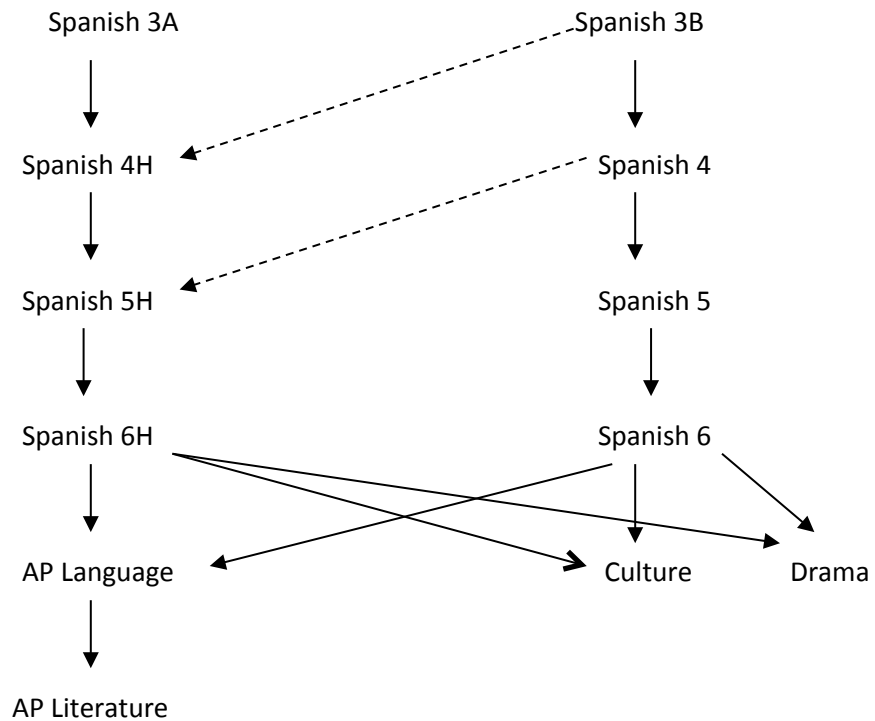 Spanish 3A
Spanish 3B
Spanish 4H
Spanish 4
Spanish 5H
Spanish 5
Spanish 6H
Spanish 6
AP Language
Culture
Drama
AP Literature